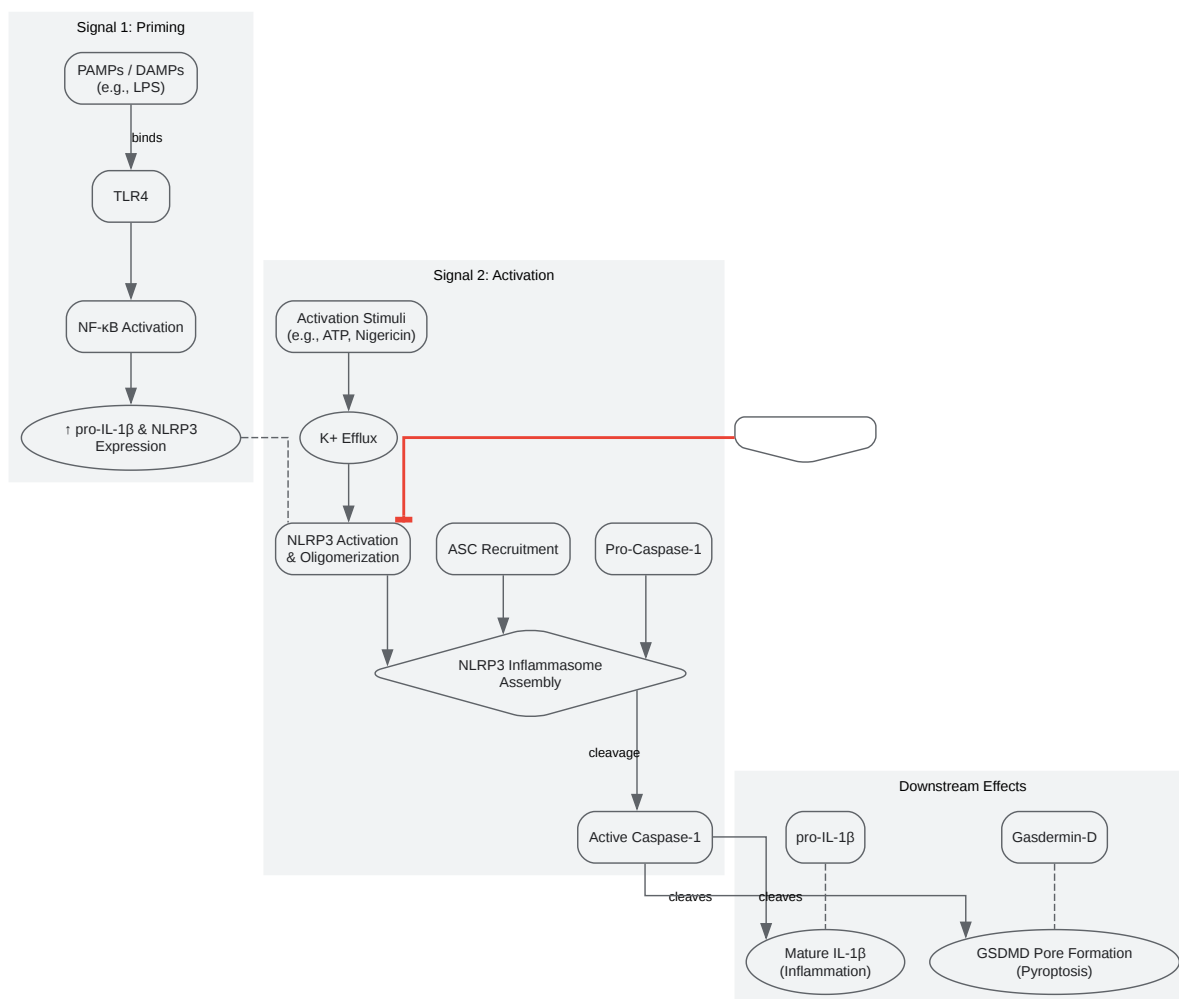 Signal 1: Priming
PAMPs / DAMPs
(e.g., LPS)
binds
TLR4
NF-κB Activation
↑ pro-IL-1β & NLRP3
Expression
Signal 2: Activation
Activation Stimuli
(e.g., ATP, Nigericin)
K+ Efflux
NLRP3 Activation
& Oligomerization
ASC Recruitment
Pro-Caspase-1
NLRP3 Inflammasome
Assembly
cleavage
Active Caspase-1
cleaves
cleaves
Downstream Effects
pro-IL-1β
Gasdermin-D
Mature IL-1β
(Inflammation)
GSDMD Pore Formation
(Pyroptosis)